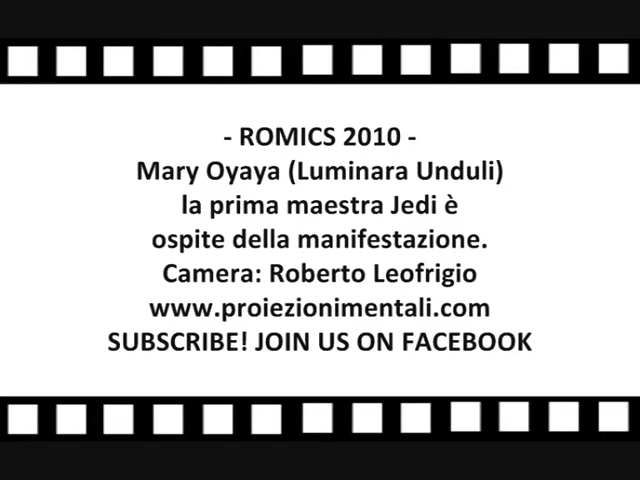 - ROMICS 2010 -
Mary Oyaya (Luminara Unduli)
la prima maestra Jedi è
ospite della manifestazione.
Camera: Roberto Leofrigio
www.proiezionimentali.com
SUBSCRIBE! JOIN US ON FACEBOOK